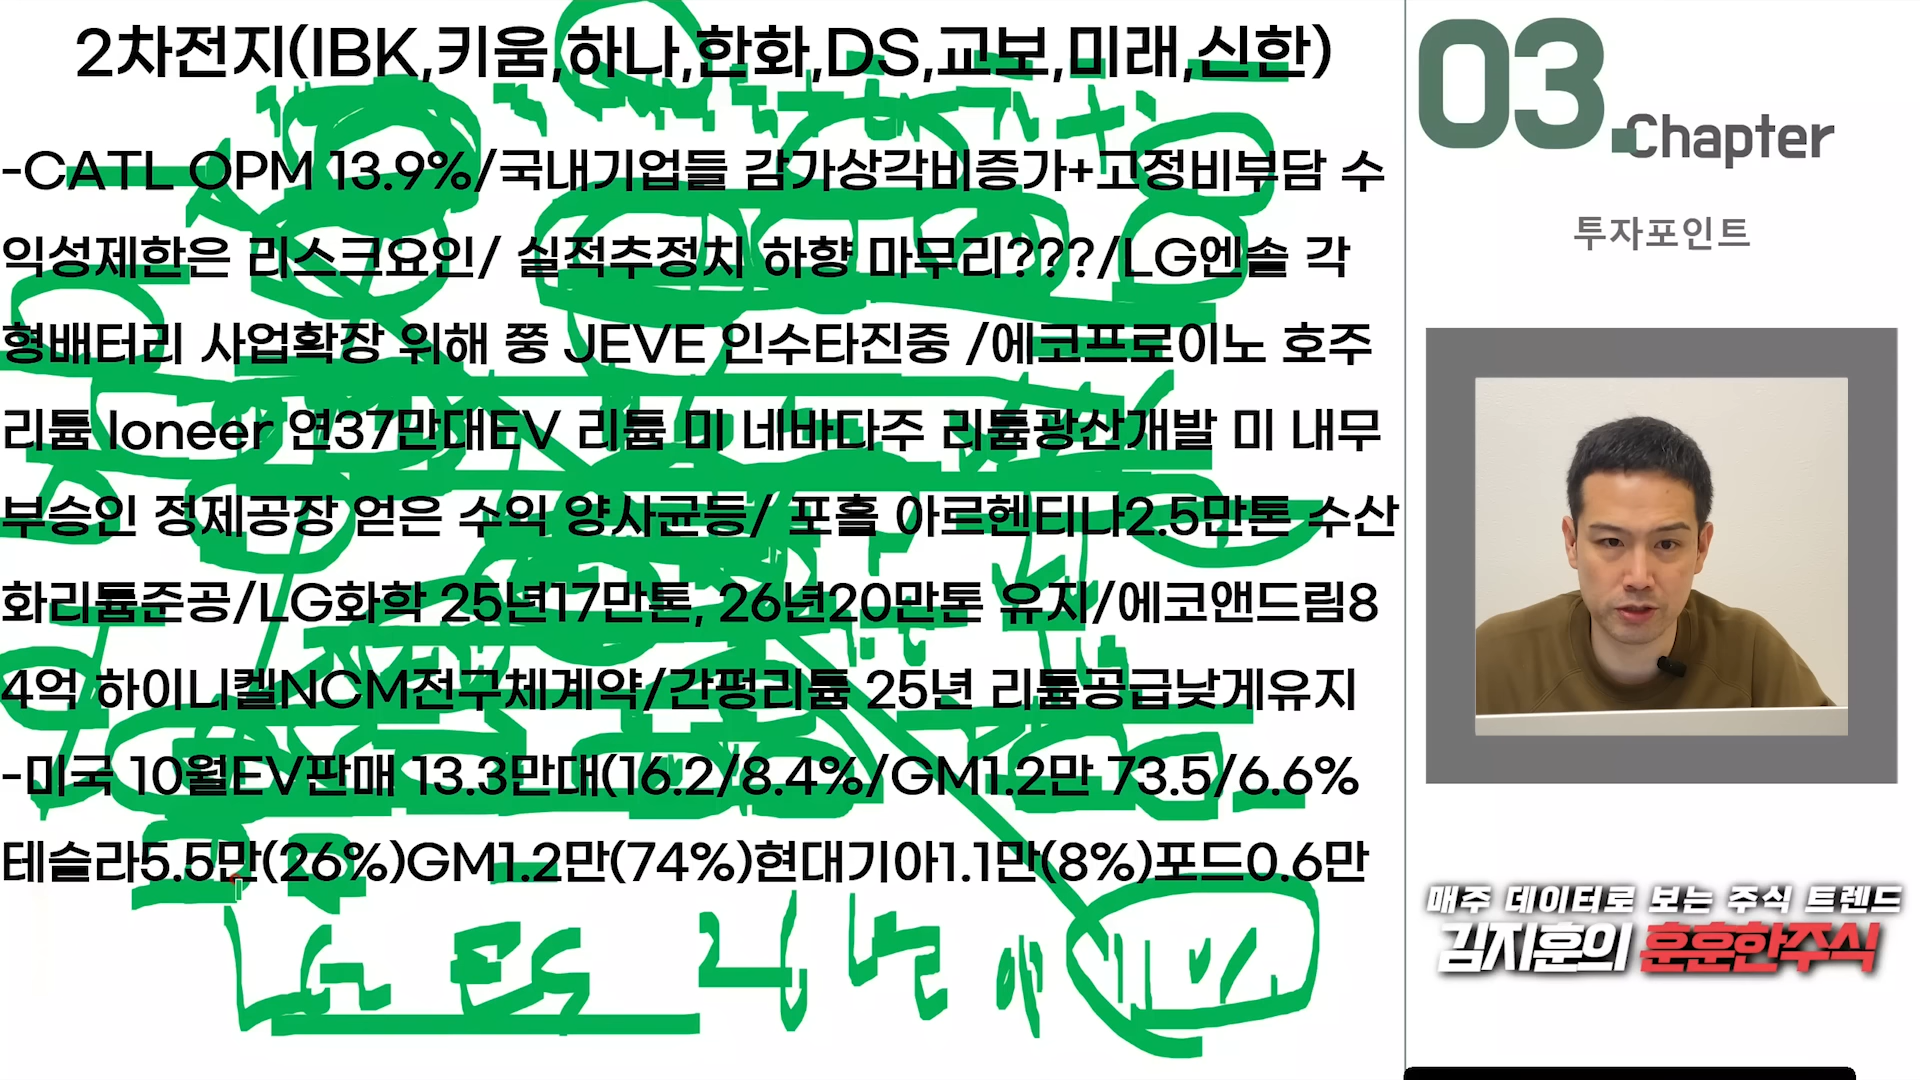 2차전지(IBK,키움,하나,한화,DS,교보,미래,신한)
-CATL OPM 13.9%/국내기업들 감가상각비증가+고정비부담 수
익성제한은 리스크요인/ 실적추정치 하향 마무리???/LG엔솔 각
형배터리 사업확장 위해 쭝 JEVE 인수타진중 /에코프로이노 호주
리튬 Ioneer 연37만대EV 리튬 미 네바다주 리튬광산개발 미 내무
부승인 정제공장 얻은 수익 양사균등/ 포홀 아르헨티나2.5만톤 수산
화리튬준공/LG화학 25년17만톤, 26년20만톤 유지/에코앤드림8
4억 하이니켈NCM전구체계약/간펑리튬 25년 리튬공급낮게유지
-미국 10월EV판매 13.3만대(16.2/8.4%/GM1.2만 73.5/6.6%
테슬라5.5만(26%)GM1.2만(74%)현대기아1.1만(8%)포드0.6만
03.Chapter
투자포인트
매주 데이터로 보는 주식 트렌드
김지훈의 훈훈한주식